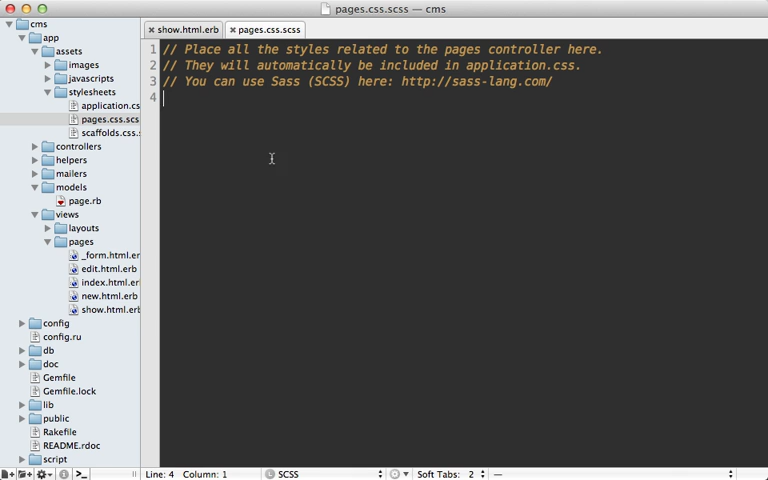 pages.css.scss — cms
cms
app
assets
images
javascripts
stylesheets
application.cs
pages.css.scs
scaffolds.css.
controllers
helpers
mailers
models
page.rb
views
layouts
pages
_form.html.er
edit.html.erb
index.html.er
new.html.erb
show.html.erb
config
config.ru
db
doc
Gemfile
Gemfile.lock
lib
public
Rakefile
README.rdoc
script
show.html.erb
pages.css.scss
1 // Place all the styles related to the pages controller here.
2 // They will automatically be included in application.css.
3 // You can use Sass (SCSS) here: http://sass-lang.com/
4
Line: 4 Column: 1
L SCSS
Soft Tabs: 2
—